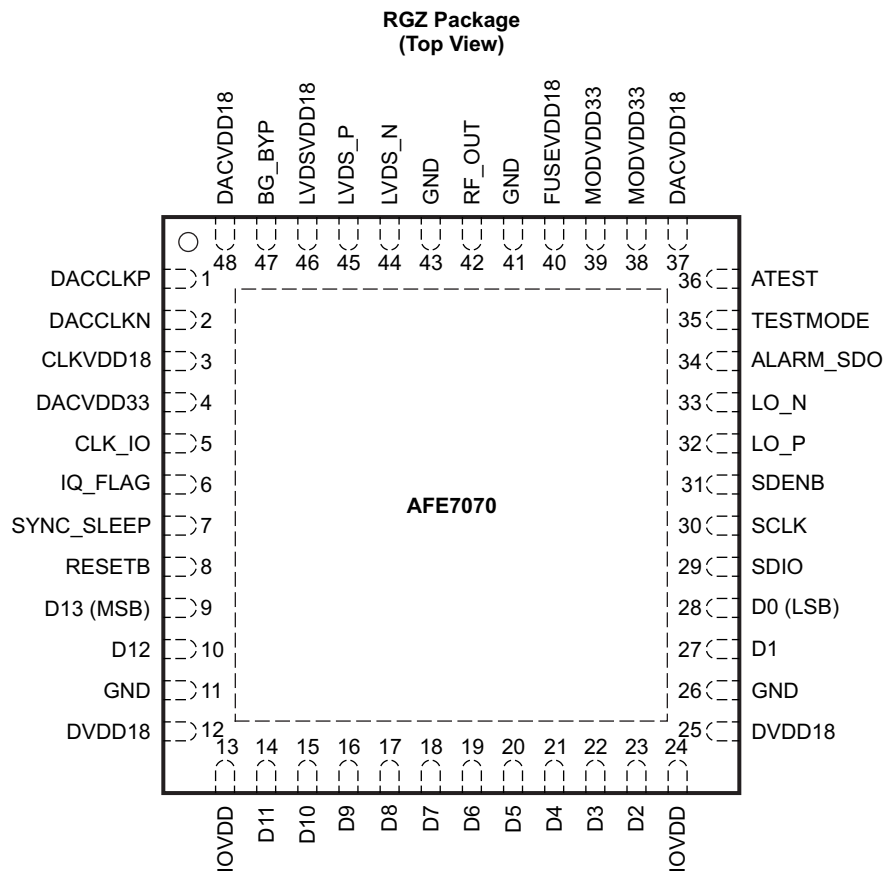 RGZ Package
(Top View)
DACVDD18
BG_BYP
LVDSVDD18
LVDS_P
LVDS_N
GND
RF_OUT
GND
FUSEVDD18
MODVDD33
MODVDD33
DACVDD18
48 47 46 45 44 43 42 41 40 39 38 37
DACCLKP 1
DACCLKN 2
CLKVDD18 3
DACVDD33 4
CLK_IO 5
IQ_FLAG 6
SYNC_SLEEP 7
RESETB 8
D13 (MSB) 9
D12 10
GND 11
DVDD18 12
AFE7070
36 ATEST
35 TESTMODE
34 ALARM_SDO
33 LO_N
32 LO_P
31 SDENB
30 SCLK
29 SDIO
28 D0 (LSB)
27 D1
26 GND
25 DVDD18
13 14 15 16 17 18 19 20 21 22 23 24
IOVDD
D11
D10
D9
D8
D7
D6
D5
D4
D3
D2
IOVDD